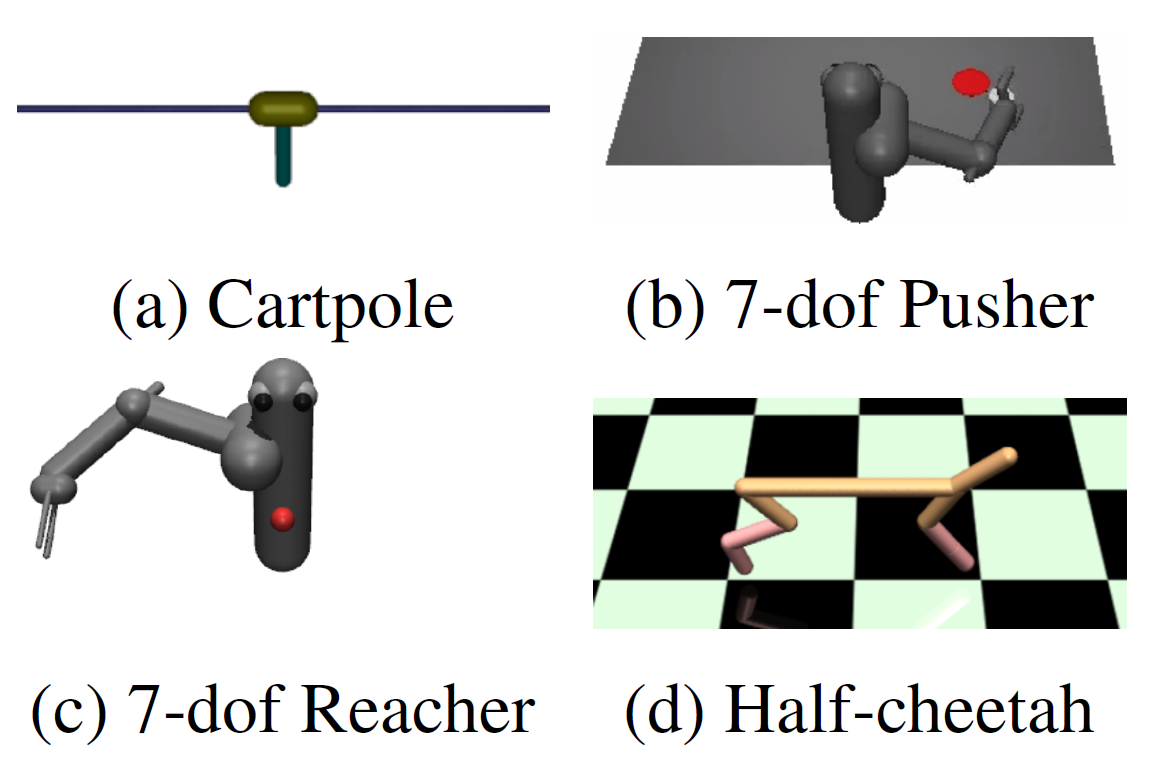 (a) Cartpole
(b) 7-dof Pusher
(c) 7-dof Reacher
(d) Half-cheetah